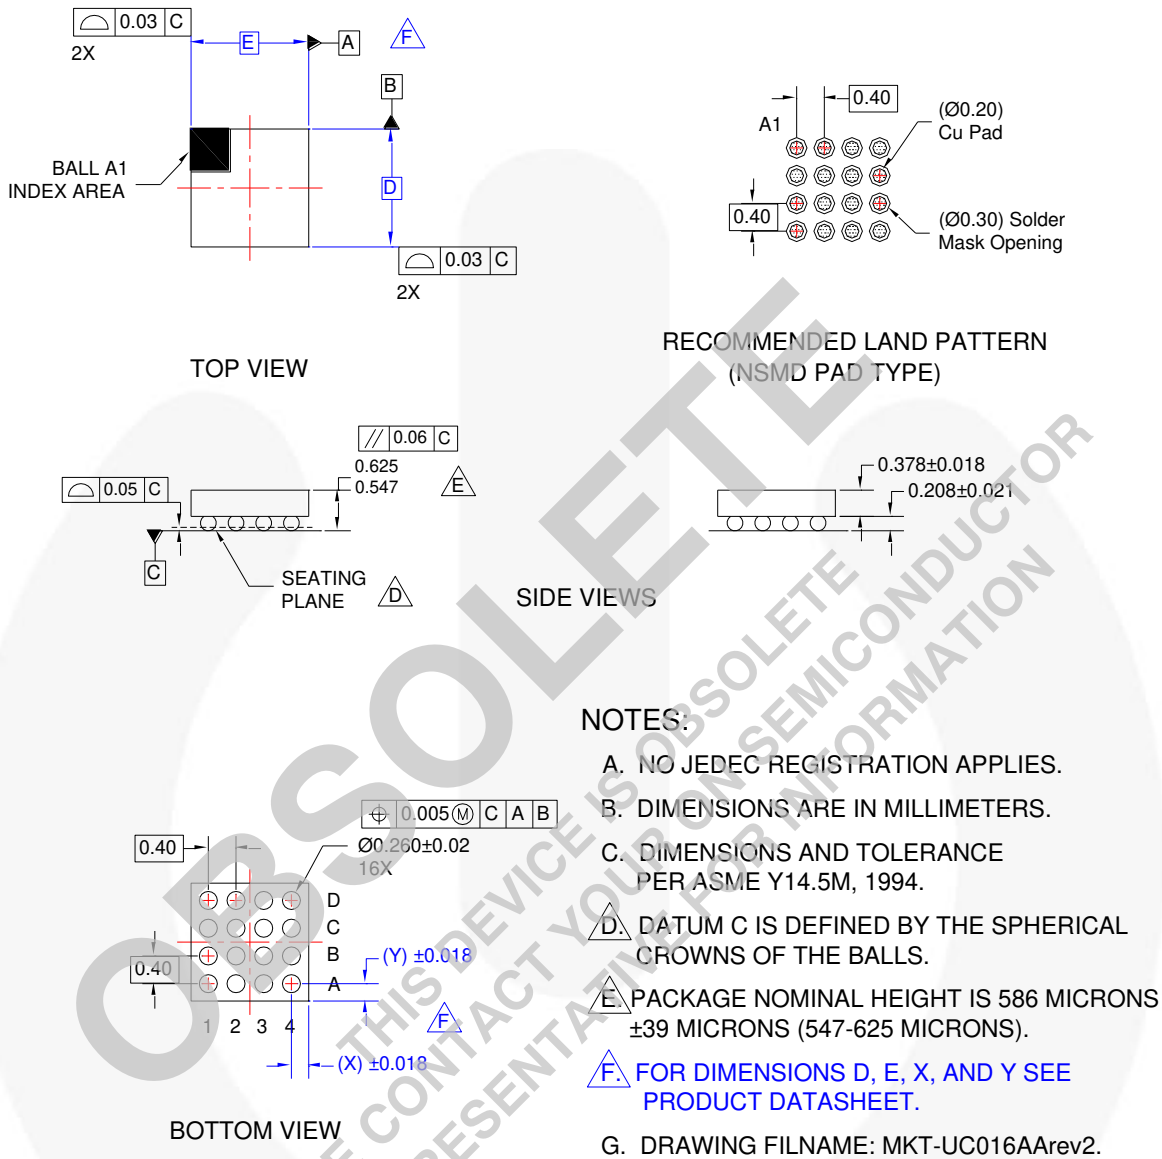 0.03 C
2X
E
A
F
B
BALL A1
INDEX AREA
D
0.03 C
2X
TOP VIEW
0.40
A1
(Ø0.20)
Cu Pad
0.40
(Ø0.30) Solder
Mask Opening
RECOMMENDED LAND PATTERN
(NSMD PAD TYPE)
// 0.06 C
0.625
0.547
E
0.05 C
C
SEATING
PLANE
D
0.378±0.018
0.208±0.021
SIDE VIEWS
0.005 Ⓜ C A B
Ø0.260±0.02
16X
0.40
D
C
B
A
0.40
1 2 3 4
(Y) ±0.018
F
(X) ±0.018
BOTTOM VIEW
NOTES:
A. NO JEDEC REGISTRATION APPLIES.
B. DIMENSIONS ARE IN MILLIMETERS.
C. DIMENSIONS AND TOLERANCE
PER ASME Y14.5M, 1994.
D. DATUM C IS DEFINED BY THE SPHERICAL
CROWNS OF THE BALLS.
E. PACKAGE NOMINAL HEIGHT IS 586 MICRONS
±39 MICRONS (547-625 MICRONS).
F. FOR DIMENSIONS D, E, X, AND Y SEE
PRODUCT DATASHEET.
G. DRAWING FILNAME: MKT-UC016AArev2.
OBSOLETE
THIS DEVICE IS OBSOLETE
CONTACT YOUR ON SEMICONDUCTOR
FOR INFORMATION